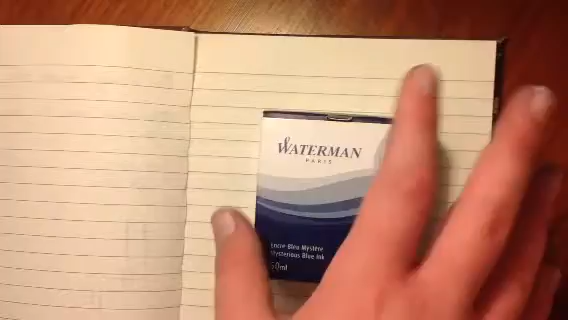 WATERMAN
PARIS
Encre Bleu Mystère
Mysterious Blue Ink
50ml